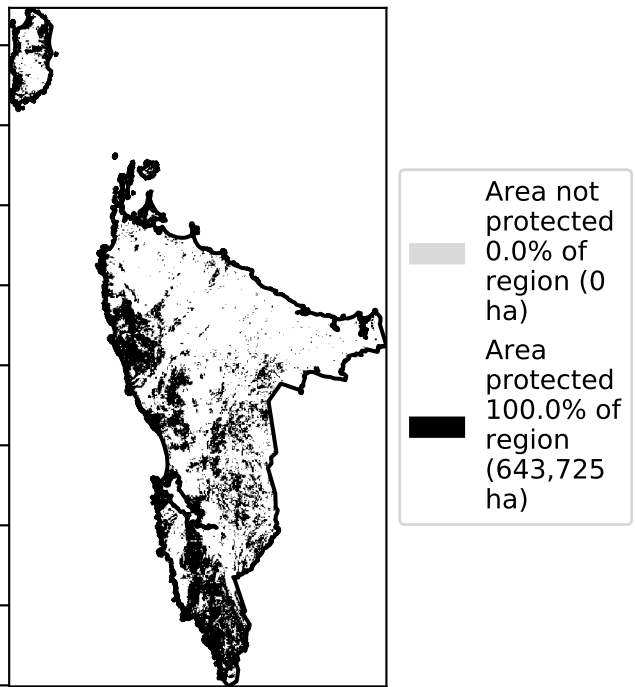 Area not
protected
0.0% of
region (0
ha)
Area
protected
100.0% of
region
(643,725
ha)